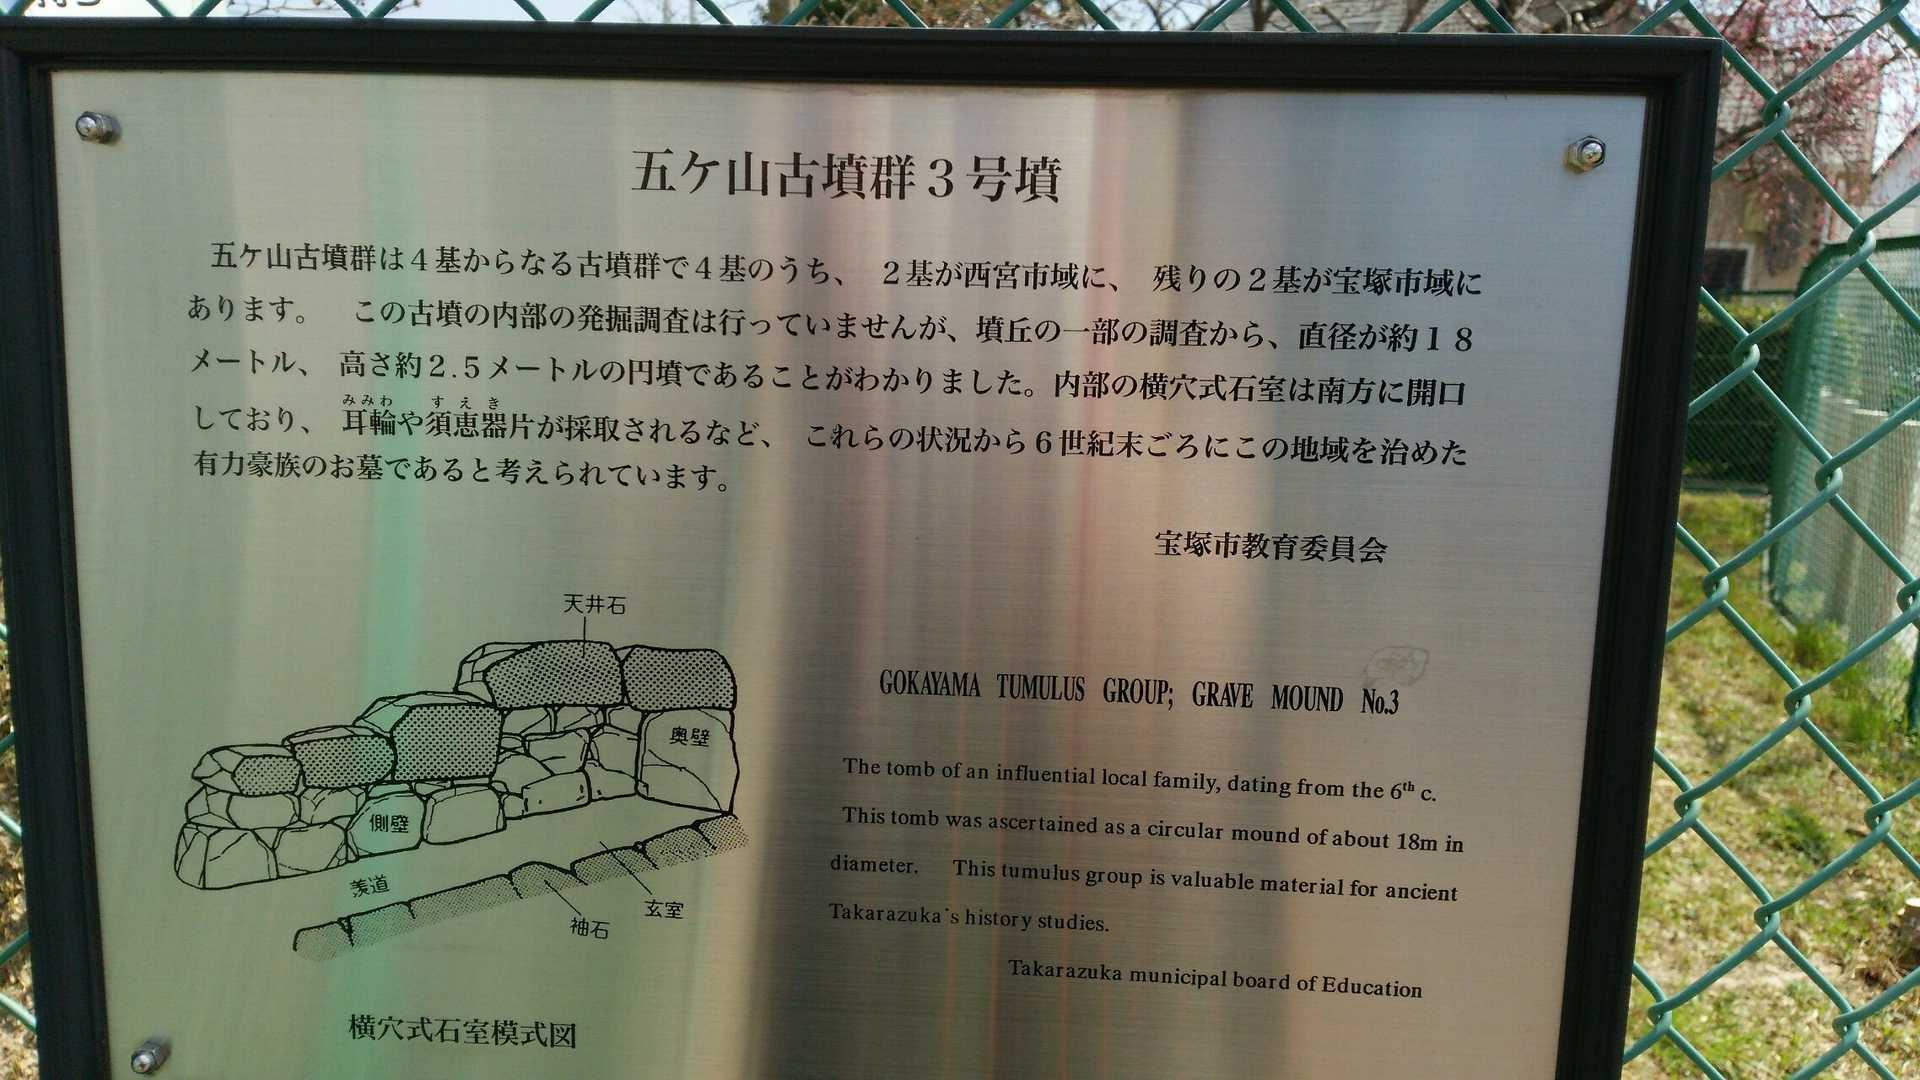 五ケ山古墳群３号墳
五ケ山古墳群は４基からなる古墳群で４基のうち、 ２基が西宮市域に、 残りの２基が宝塚市域に
あります。 この古墳の内部の発掘調査は行っていませんが、墳丘の一部の調査から、直径が約１８
メートル、 高さ約２.５メートルの円墳であることがわかりました。内部の横穴式石室は南方に開口
みみわ すえき
しており、 耳輪や須恵器片が採取されるなど、 これらの状況から６世紀末ごろにこの地域を治めた
有力豪族のお墓であると考えられています。
宝塚市教育委員会
天井石
奥壁
側壁
羨道
玄室
袖石
横穴式石室模式図
GOKAYAMA TUMULUS GROUP; GRAVE MOUND No.3
The tomb of an influential local family, dating from the 6th c.
This tomb was ascertained as a circular mound of about 18m in
diameter. This tumulus group is valuable material for ancient
Takarazuka's history studies.
Takarazuka municipal board of Education